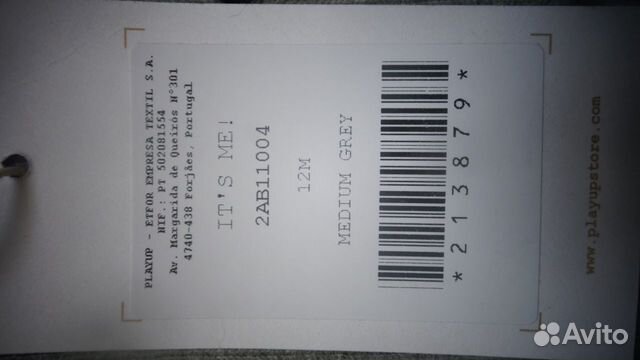 PLAYUP - ETFOR EMPRESA TEXTIL S.A.
NIF.: PT 502081554
Av. Margarida de Queirós Nº301
4740-438 Forjães, Portugal
IT'S ME!
2AB11004
12M
MEDIUM GREY
*213879*
www.playupstore.com
Avito